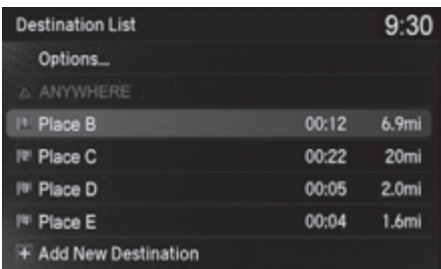 Destination List 9:30
Options...
ANYWHERE
Place B 00:12 6.9mi
Place C 00:22 20mi
Place D 00:05 2.0mi
Place E 00:04 1.6mi
+ Add New Destination